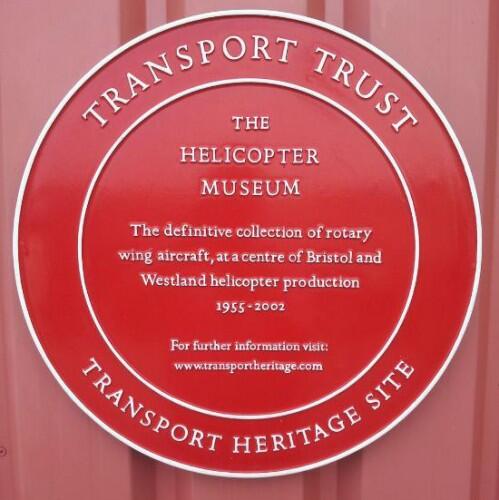 TRANSPORT TRUST
THE
HELICOPTER
MUSEUM
The definitive collection of rotary
wing aircraft, at a centre of Bristol and
Westland helicopter production
1955-2002
For further information visit:
www.transportheritage.com
TRANSPORT HERITAGE SITE